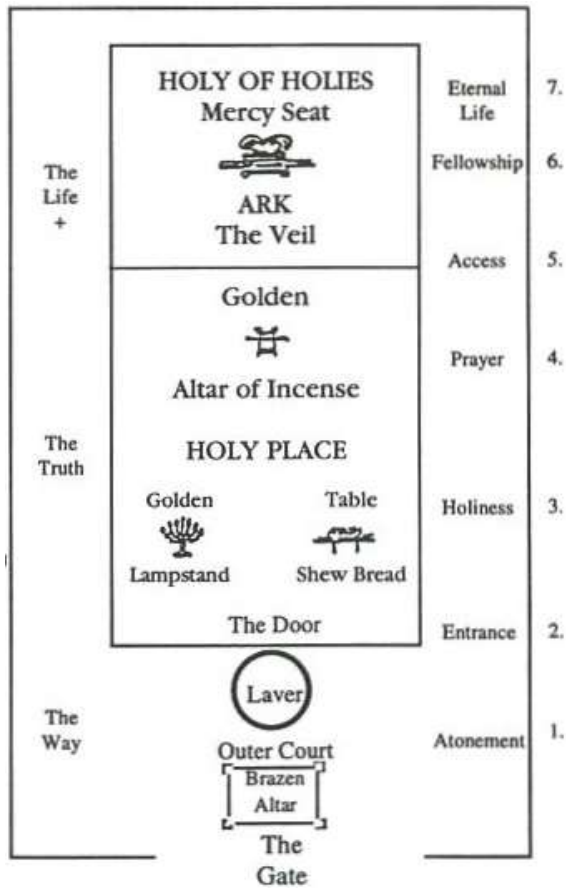 HOLY OF HOLIES
Mercy Seat
ARK
The Veil
Golden
Altar of Incense
HOLY PLACE
Golden
Lampstand
Table
Shew Bread
The Door
Laver
Outer Court
Brazen
Altar
The
Gate
The
Life
+
The
Truth
The
Way
Eternal
Life
7.
Fellowship 6.
Access 5.
Prayer 4.
Holiness 3.
Entrance 2.
Atonement 1.